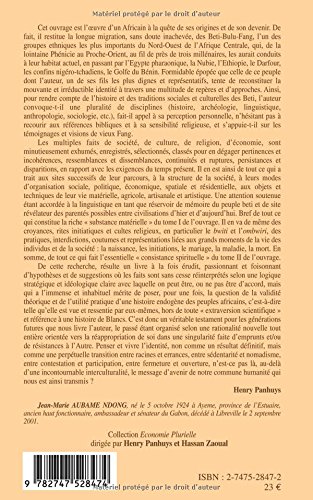 Matériel protégé par le droit d'auteur
Cet ouvrage est l'œuvre d'un Africain à la quête de ses origines et de son devenir. De
fait, il restitue la longue migration, sans doute inachevée, des Beti-Bulu-Fang, l'un
des groupes ethniques les plus importants du Nord-Ouest de l'Afrique Centrale, qui, de
la lointaine Phénicie au Proche-Orient, au fil de près de trois millénaires, les aurait conduits
à leur habitat actuel, en passant par l'Egypte pharaonique, la Nubie, l'Ethiopie, le Darfour,
les confins nigéro-tchadiens, le Golfe du Bénin. Formidable épopée que celle de ce peuple
dont l'auteur, un de ses fils les plus dignes et représentatifs, tente de reconstituer la
mouvante et irréductible identité à travers une multitude de repères et d'approches. Ainsi,
pour rendre compte de l'histoire et des traditions sociales et culturelles des Beti, l'auteur
convoque-t-il une pluralité de disciplines (histoire, archéologie, linguistique,
anthropologie, sociologie, etc.), fait-il appel à sa perception personnelle, n'hésitant pas à
recourir aux références bibliques et à sa sensibilité religieuse, et s'appuie-t-il sur les
témoignages et visions de vieux Fang.
Les multiples faits de société, de culture, de religion, d'économie, sont
minutieusement exhumés, enregistrés, sélectionnés, classés pour en dégager pertinences et
incohérences, ressemblances et dissemblances, continuités et ruptures, persistances et
disparitions, en rapport avec les exigences du temps présent. Il en est ainsi de tout ce qui a
trait aux sites successifs de leur parcours, à la structure de la société, à leurs modes
d'organisation sociale, politique, économique, spatiale et résidentielle, aux objets et
techniques de leur vie matérielle, agricole, artisanale et artistique. Une attention soutenue
étant accordée à la linguistique en tant que réservoir de mémoire du peuple beti et de site
révélateur des parentés possibles entre civilisations d'hier et d'aujourd'hui. Bref de tout ce
qui constitue la riche « substance matérielle » du tome I de l'ouvrage. Il en va de même des
croyances, rites initiatiques et cultes religieux, en particulier le bwiti et l'ombwiri, des
pratiques, interdictions, coutumes et représentations liées aux grands moments de la vie des
individus et de la société : la naissance, les initiations, le mariage, la maladie, la mort. En
somme, de tout ce qui fait l'essentielle « consistance spirituelle » du tome II de l'ouvrage.
De cette recherche, résulte un livre à la fois érudit, passionnant et foisonnant
d'hypothèses et de suggestions où les faits sont sans cesse réinterprétés selon une logique
stratégique et idéologique claire avec laquelle on peut être, ou ne pas être d'accord, mais
qui a l'immense et inhabituel mérite de poser, pour une fois, la question de la validité
théorique et de l'utilité pratique d'une histoire endogène des peuples africains, c'est-à-dire
telle qu'elle est vue et ressentie par eux-mêmes, hors de toute « extraversion scientifique »
et référence à une histoire de Blancs. C'est donc un véritable testament pour les générations
futures que nous livre l'auteur, le passé étant organisé selon une rationalité nouvelle tout
entière orientée vers la réappropriation de soi dans une singularité faite d'emprunts et/ou
de résistances à l'Autre. Penser et vivre l'identité, non comme un résultat définitif, mais
comme une perpétuelle transition entre racines et errances, entre sédentarité et nomadisme,
entre contestation et participation, entre fermeture et ouverture, n'est-ce pas là, au-delà
d'une incontournable interculturalité, le message d'avenir de notre commune humanité qui
nous est ainsi transmis ?
Henry Panhuys
Jean-Marie AUBAME NDONG, né le 5 octobre 1924 à Ayeme, province de l'Estuaire,
ancien haut fonctionnaire, ambassadeur et sénateur du Gabon, décédé à Libreville le 2 septembre
2001.
Collection Economie Plurielle
dirigée par Henry Panhuys et Hassan Zaoual
9 782747 528474
ISBN : 2-7475-2847-2
23 €
Matériel protégé par le droit d'auteur